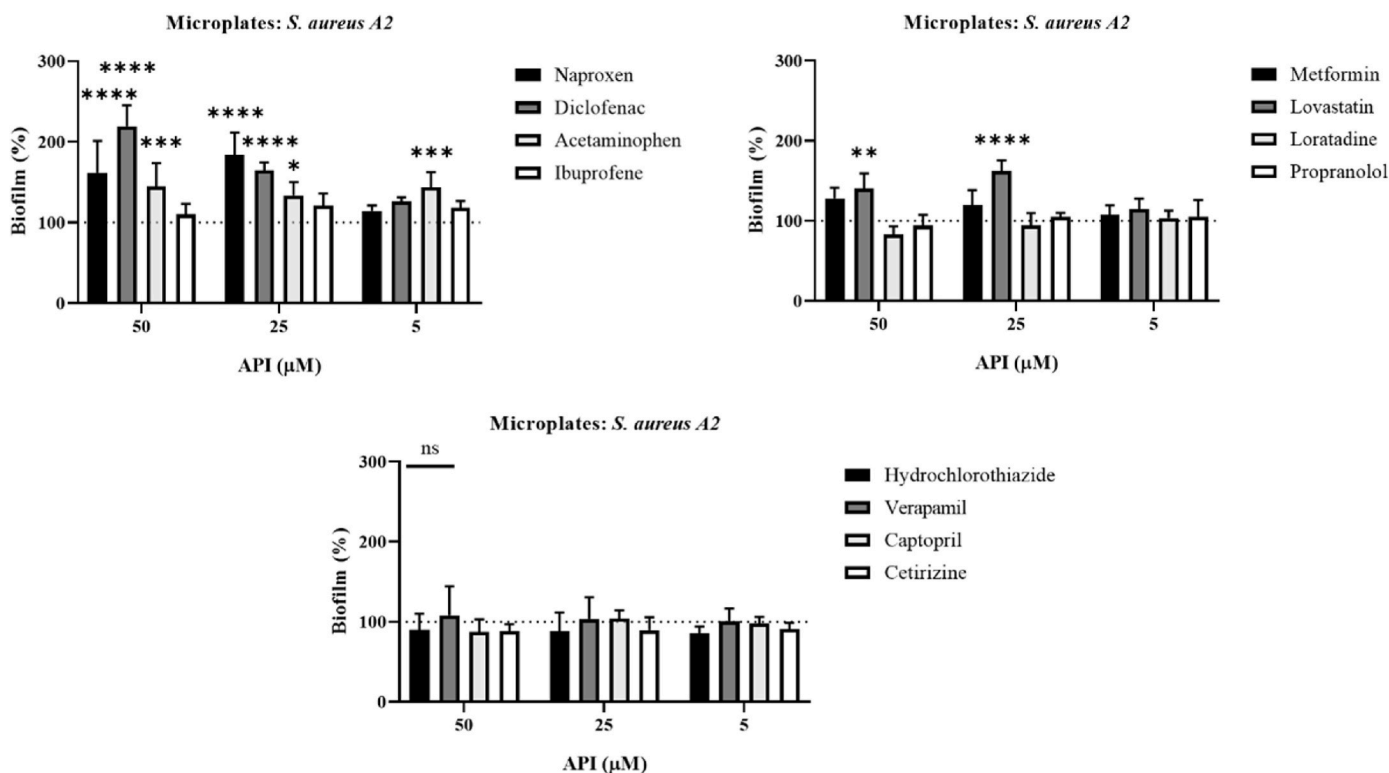 Microplates: S. aureus A2
300
200
100
0
Biofilm (%)
****
****
***
****
****
*
***
50
25
5
API (μM)
Naproxen
Diclofenac
Acetaminophen
Ibuprofene
Microplates: S. aureus A2
300
200
100
0
Biofilm (%)
**
****
50
25
5
API (μM)
Metformin
Lovastatin
Loratadine
Propranolol
Microplates: S. aureus A2
ns
300
200
100
0
Biofilm (%)
50
25
5
API (μM)
Hydrochlorothiazide
Verapamil
Captopril
Cetirizine